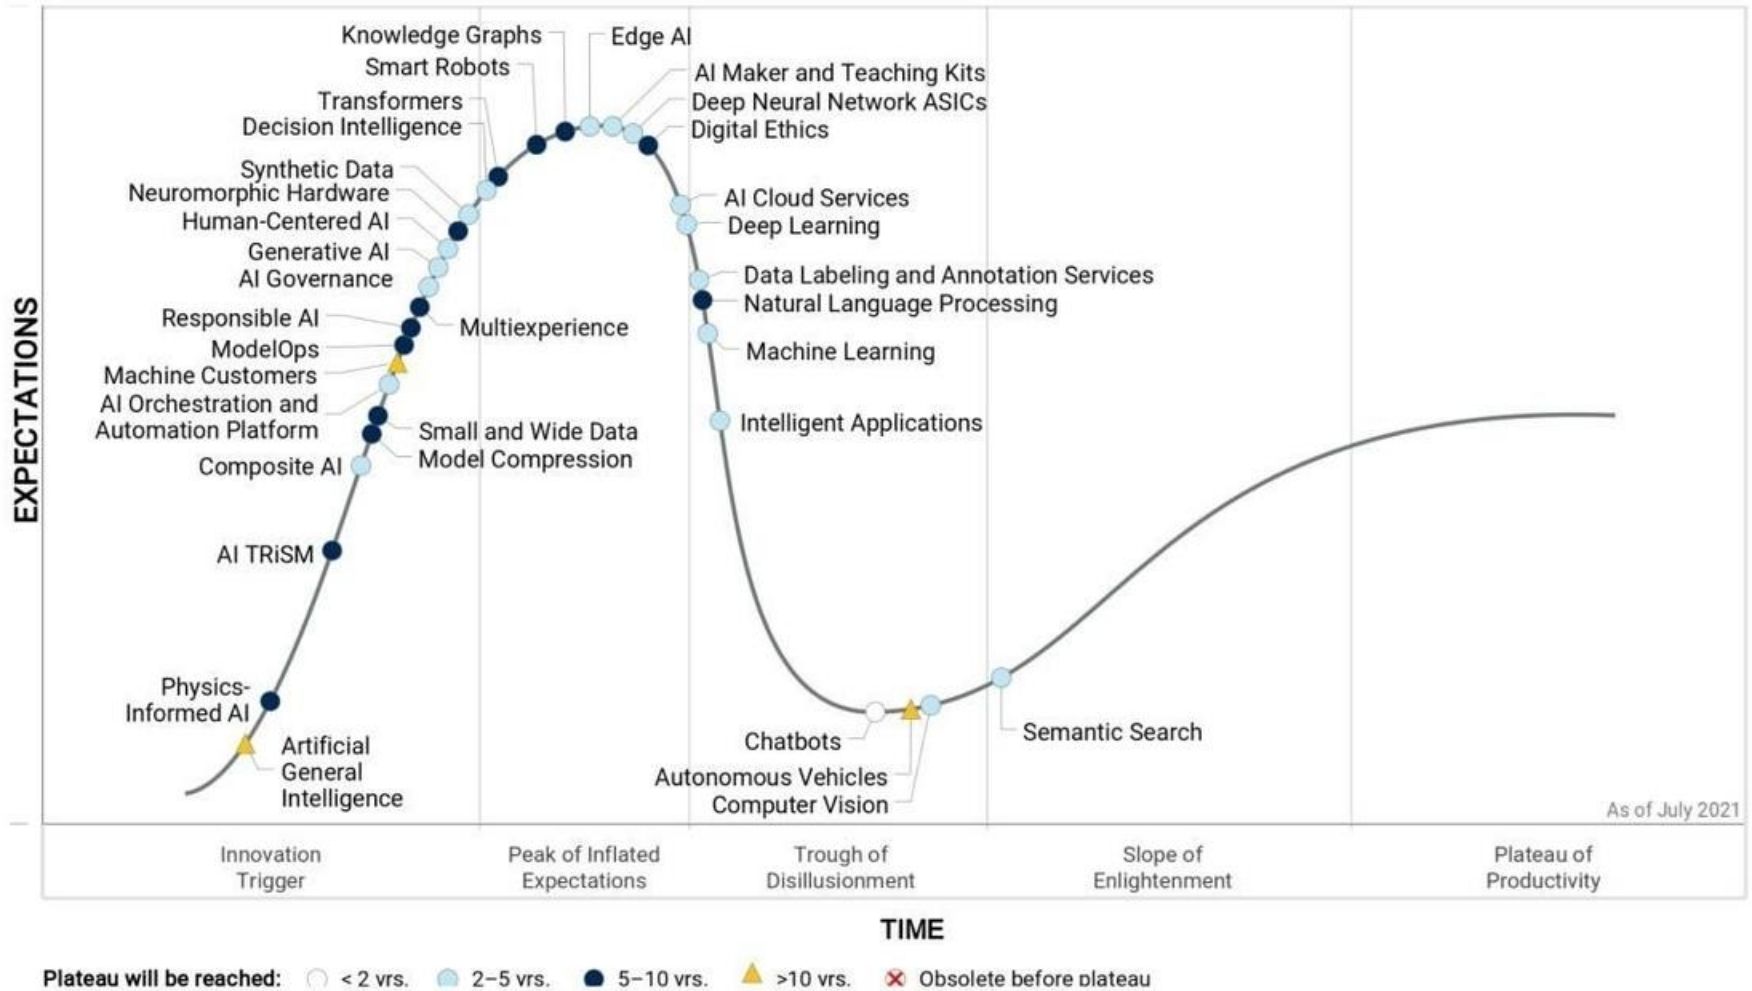 Knowledge Graphs
Edge AI
Smart Robots
AI Maker and Teaching Kits
Transformers
Deep Neural Network ASICs
Decision Intelligence
Digital Ethics
Synthetic Data
Neuromorphic Hardware
AI Cloud Services
Human-Centered AI
Deep Learning
Generative AI
AI Governance
Data Labeling and Annotation Services
Natural Language Processing
Responsible AI
Multiexperience
ModelOps
Machine Learning
Machine Customers
AI Orchestration and
Automation Platform
Intelligent Applications
Small and Wide Data
Model Compression
Composite AI
AI TRiSM
Physics-
Informed AI
Artificial
General
Intelligence
Chatbots
Semantic Search
Autonomous Vehicles
Computer Vision
EXPECTATIONS
As of July 2021
Innovation
Trigger
Peak of Inflated
Expectations
Trough of
Disillusionment
Slope of
Enlightenment
Plateau of
Productivity
TIME
Plateau will be reached: < 2 yrs. 2–5 yrs. 5–10 yrs. >10 yrs. Obsolete before plateau